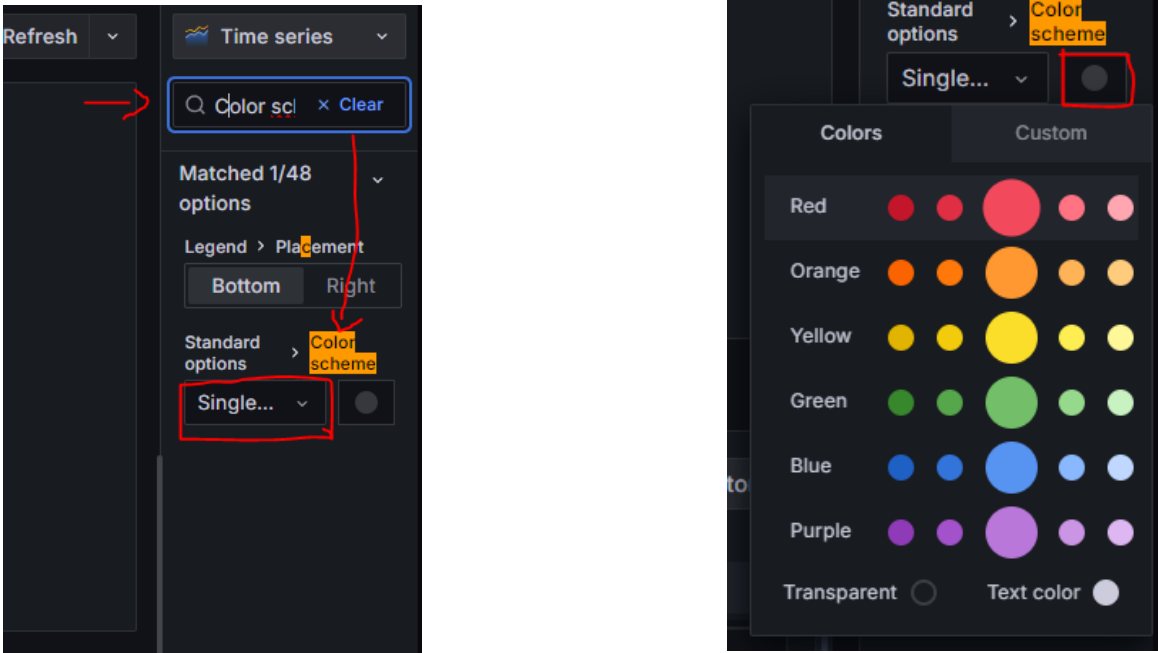 Refresh
Time series
Color sc
Clear
Matched 1/48
options
Legend > Placement
Bottom
Right
Standard
options
>
Color
scheme
Single...
Standard
options
>
Color
scheme
Single...
Colors
Custom
Red
Orange
Yellow
Green
Blue
Purple
Transparent
Text color